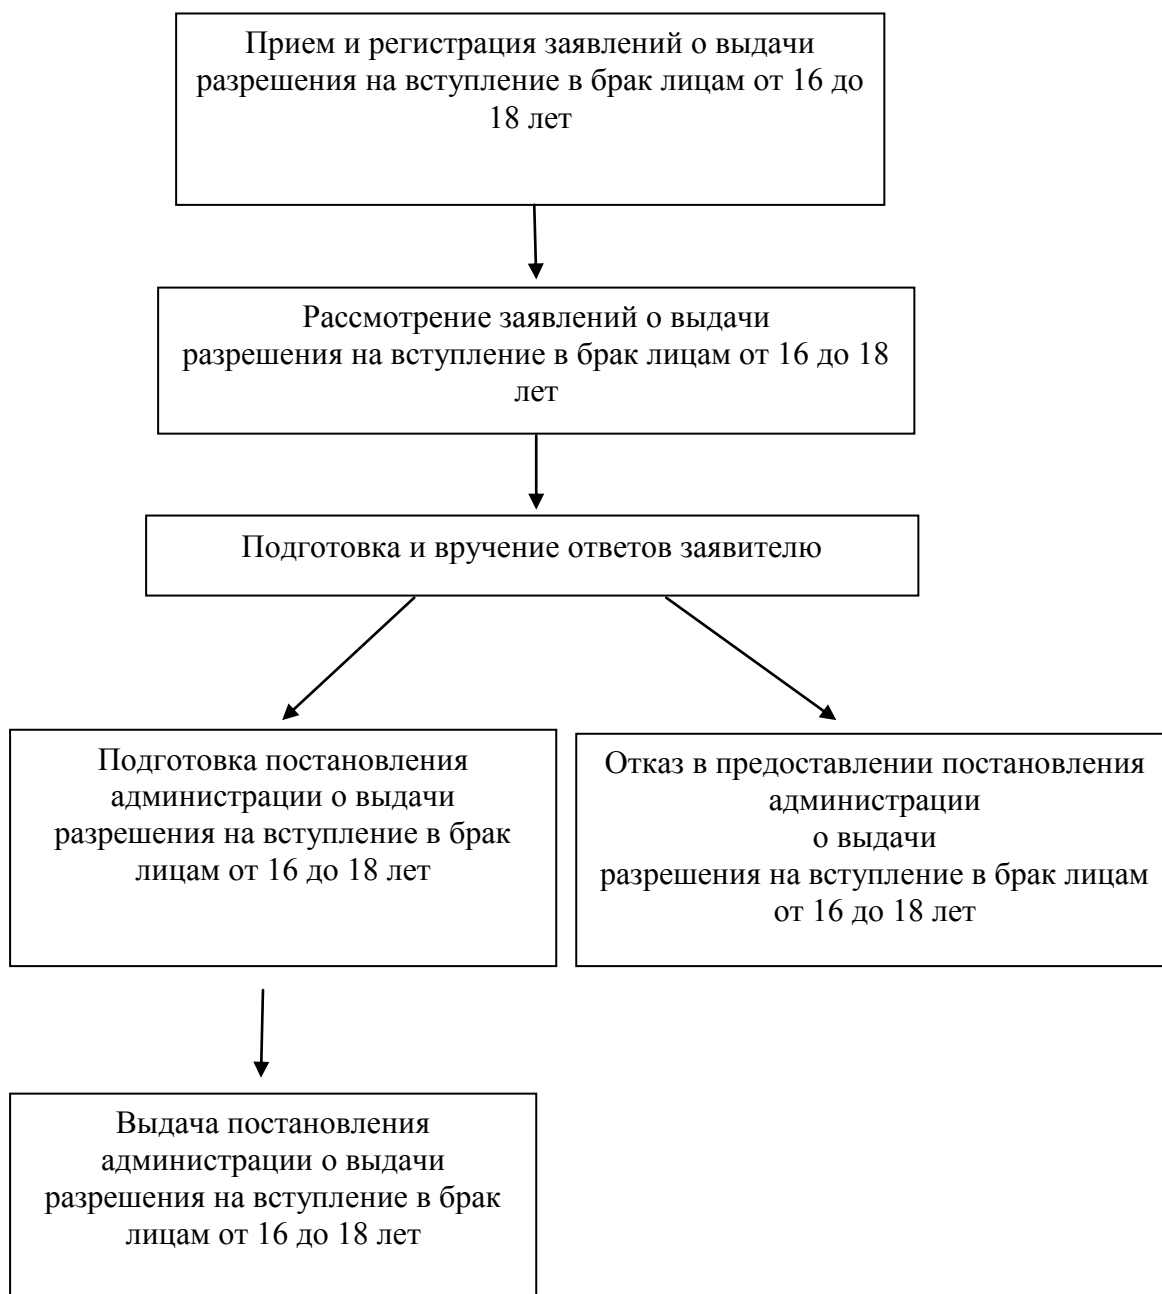 Прием и регистрация заявлений о выдачи
разрешения на вступление в брак лицам от 16 до
18 лет
Рассмотрение заявлений о выдачи
разрешения на вступление в брак лицам от 16 до 18
лет
Подготовка и вручение ответов заявителю
Подготовка постановления
администрации о выдачи
разрешения на вступление в брак
лицам от 16 до 18 лет
Отказ в предоставлении постановления
администрации
о выдачи
разрешения на вступление в брак лицам
от 16 до 18 лет
Выдача постановления
администрации о выдачи
разрешения на вступление в брак
лицам от 16 до 18 лет